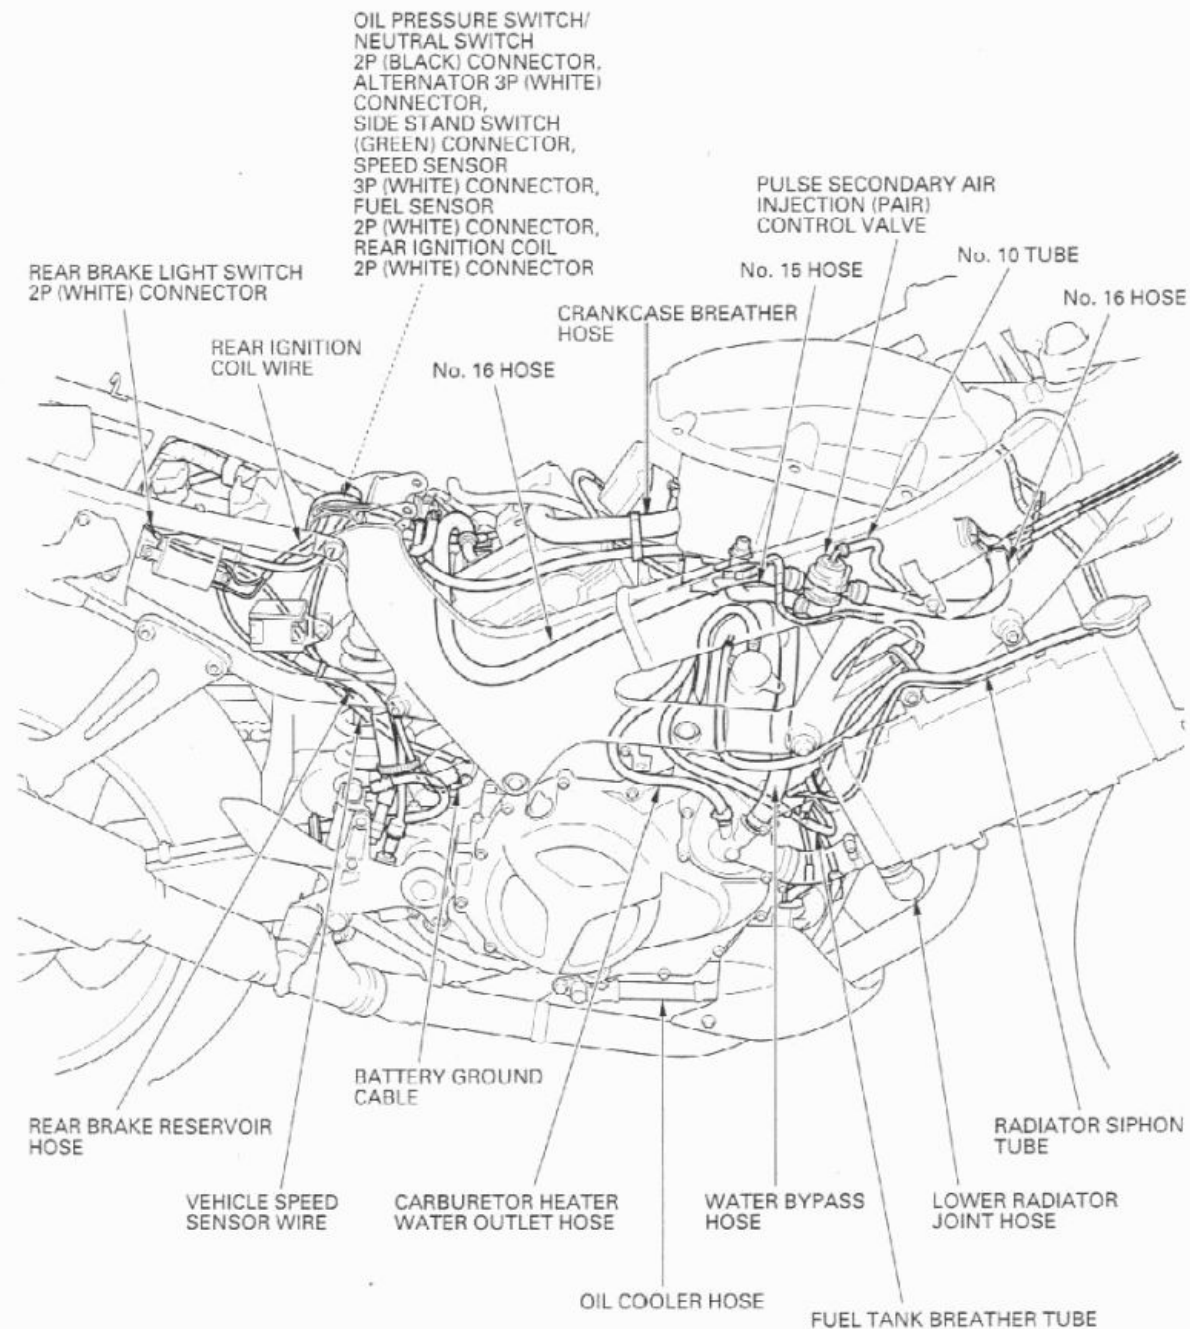 OIL PRESSURE SWITCH/
NEUTRAL SWITCH
2P (BLACK) CONNECTOR,
ALTERNATOR 3P (WHITE)
CONNECTOR,
SIDE STAND SWITCH
(GREEN) CONNECTOR,
SPEED SENSOR
3P (WHITE) CONNECTOR,
FUEL SENSOR
2P (WHITE) CONNECTOR,
REAR IGNITION COIL
2P (WHITE) CONNECTOR
PULSE SECONDARY AIR
INJECTION (PAIR)
CONTROL VALVE
No. 10 TUBE
No. 15 HOSE
No. 16 HOSE
REAR BRAKE LIGHT SWITCH
2P (WHITE) CONNECTOR
CRANKCASE BREATHER
HOSE
REAR IGNITION
COIL WIRE
No. 16 HOSE
BATTERY GROUND
CABLE
REAR BRAKE RESERVOIR
HOSE
RADIATOR SIPHON
TUBE
VEHICLE SPEED
SENSOR WIRE
CARBURETOR HEATER
WATER OUTLET HOSE
WATER BYPASS
HOSE
LOWER RADIATOR
JOINT HOSE
OIL COOLER HOSE
FUEL TANK BREATHER TUBE